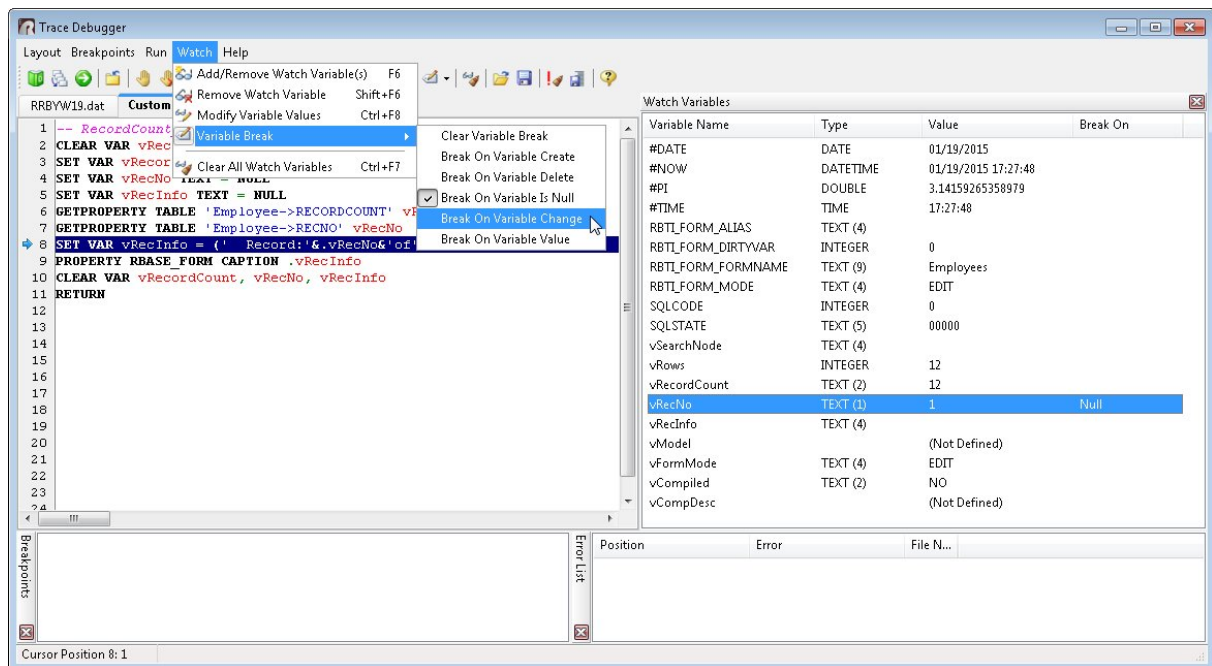 Trace Debugger
Layout Breakpoints Run Watch Help
RRBYW19.dat Custom
Add/Remove Watch Variable(s) F6
Remove Watch Variable Shift+F6
Modify Variable Values Ctrl+F8
Variable Break
Clear All Watch Variables Ctrl+F7
Clear Variable Break
Break On Variable Create
Break On Variable Delete
Break On Variable Is Null
Break On Variable Change
Break On Variable Value
1 -- RecordCount
2 CLEAR VAR vRec
3 SET VAR vRecor
4 SET VAR vRecNo TEXT = NULL
5 SET VAR vRecInfo TEXT = NULL
6 GETPROPERTY TABLE 'Employee->RECORDCOUNT' vR
7 GETPROPERTY TABLE 'Employee->RECNO' vRecNo
8 SET VAR vRecInfo = (' Record:'&.vRecNo&'of'
9 PROPERTY RBASE_FORM CAPTION .vRecInfo
10 CLEAR VAR vRecordCount, vRecNo, vRecInfo
11 RETURN
12
13
14
15
16
17
18
19
20
21
22
23
24
Watch Variables
Variable Name Type Value Break On
#DATE DATE 01/19/2015
#NOW DATETIME 01/19/2015 17:27:48
#PI DOUBLE 3.14159265358979
#TIME TIME 17:27:48
RBTI_FORM_ALIAS TEXT (4)
RBTI_FORM_DIRTYVAR INTEGER 0
RBTI_FORM_FORMNAME TEXT (9) Employees
RBTI_FORM_MODE TEXT (4) EDIT
SQLCODE INTEGER 0
SQLSTATE TEXT (5) 00000
vSearchNode TEXT (4)
vRows INTEGER 12
vRecordCount TEXT (2) 12
vRecNo TEXT (1) 1 Null
vRecInfo TEXT (4)
vModel (Not Defined)
vFormMode TEXT (4) EDIT
vCompiled TEXT (2) NO
vCompDesc (Not Defined)
Breakpoints
Error List
Position Error File N...
Cursor Position 8: 1